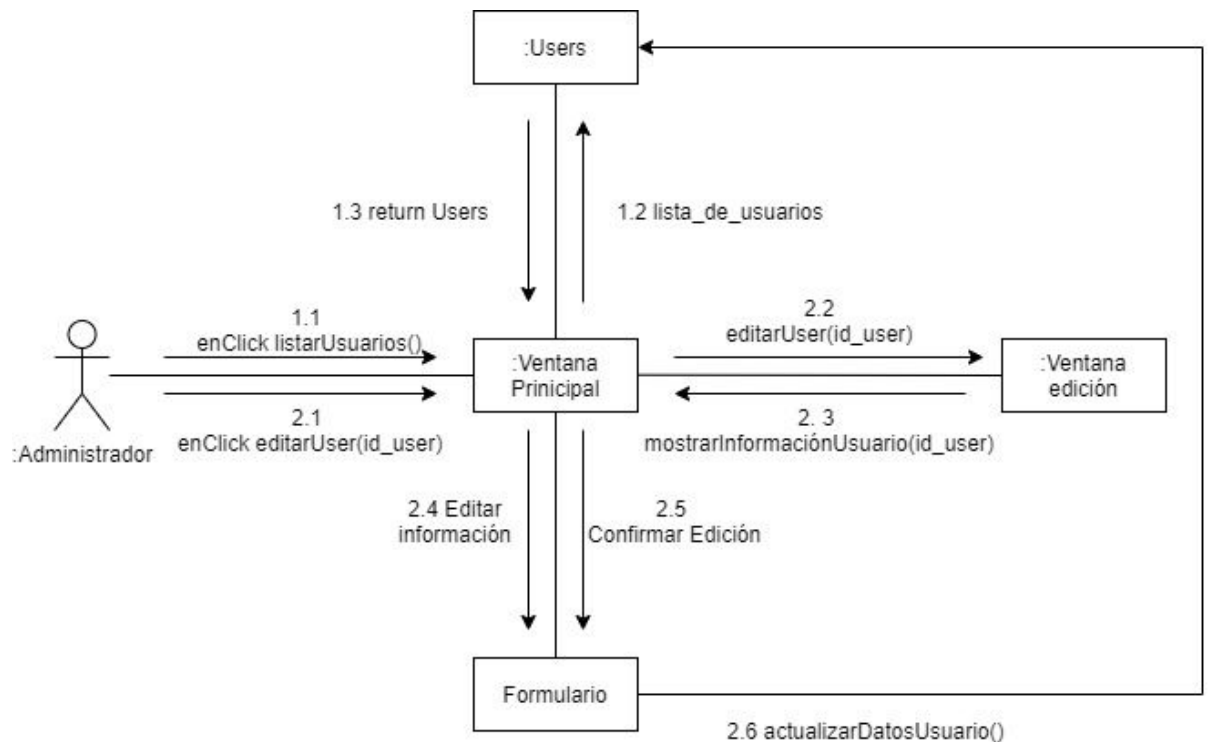 :Users
1.3 return Users
1.2 lista_de_usuarios
1.1
enClick listarUsuarios()
2.2
editarUser(id_user)
:Ventana
Prinicipal
:Ventana
edición
2.1
enClick editarUser(id_user)
2. 3
mostrarInformaciónUsuario(id_user)
:Administrador
2.4 Editar
información
2.5
Confirmar Edición
Formulario
2.6 actualizarDatosUsuario()